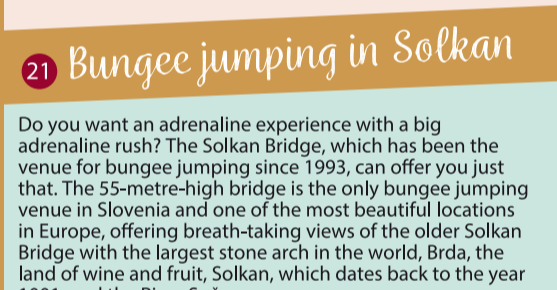 21 Bungee jumping in Solkan
Do you want an adrenaline experience with a big
adrenaline rush? The Solkan Bridge, which has been the
venue for bungee jumping since 1993, can offer you just
that. The 55-metre-high bridge is the only bungee jumping
venue in Slovenia and one of the most beautiful locations
in Europe, offering breath-taking views of the older Solkan
Bridge with the largest stone arch in the world, Brda, the
land of wine and fruit, Solkan, which dates back to the year